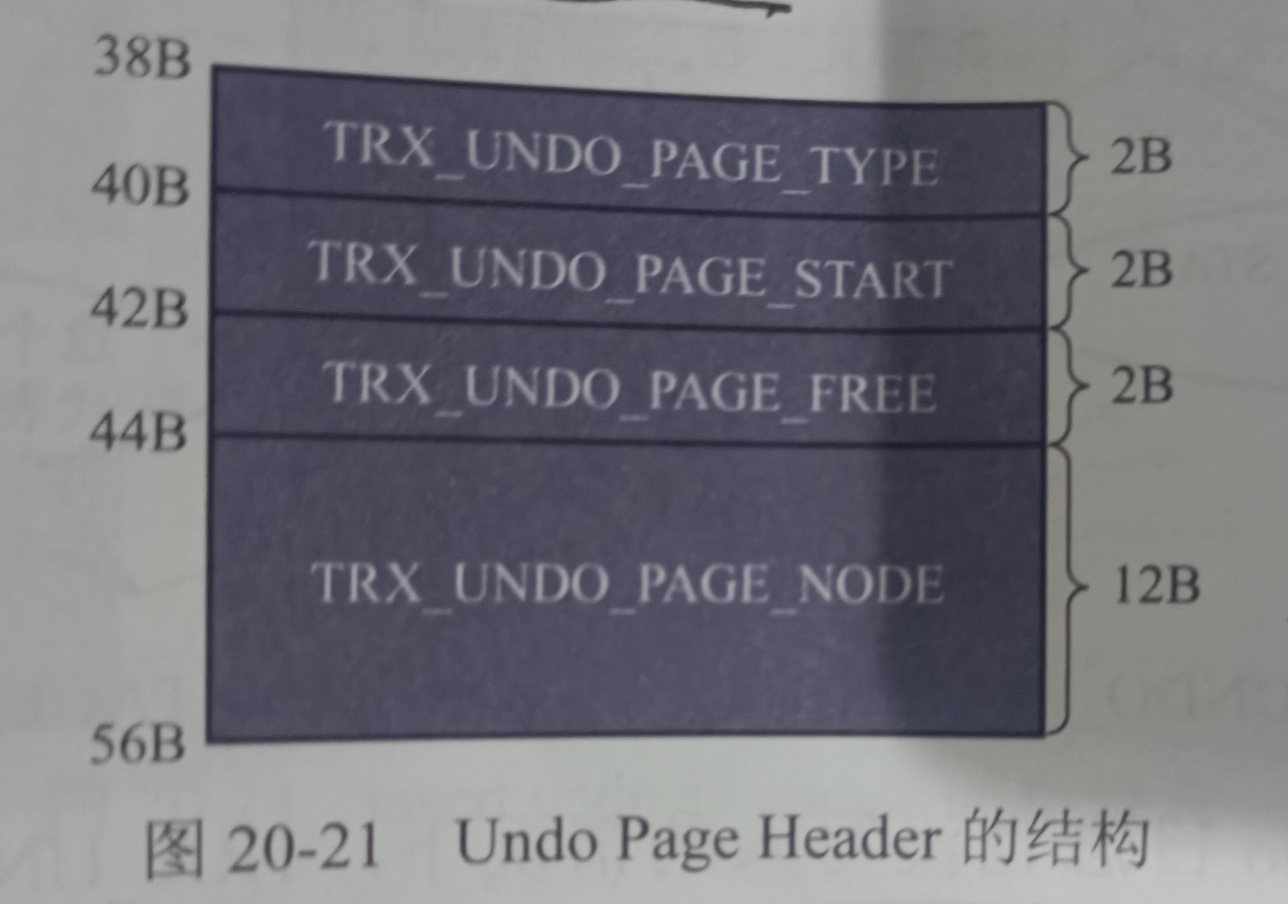 38B
TRX_UNDO_PAGE_TYPE 2B
40B
TRX_UNDO_PAGE_START 2B
42B
TRX_UNDO_PAGE_FREE 2B
44B
TRX_UNDO_PAGE_NODE 12B
56B
图 20-21 Undo Page Header 的结构